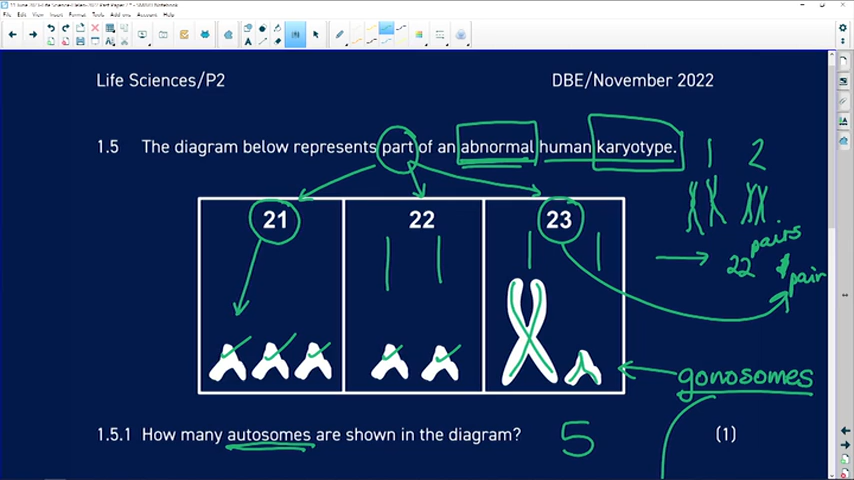 File Edit View Insert Format Tools Add-ons Account Help
Life Sciences/P2 DBE/November 2022
1.5 The diagram below represents part of an abnormal human karyotype.
1 2
21 22 23
pairs
22 pair
gonosomes
1.5.1 How many autosomes are shown in the diagram? 5 (1)